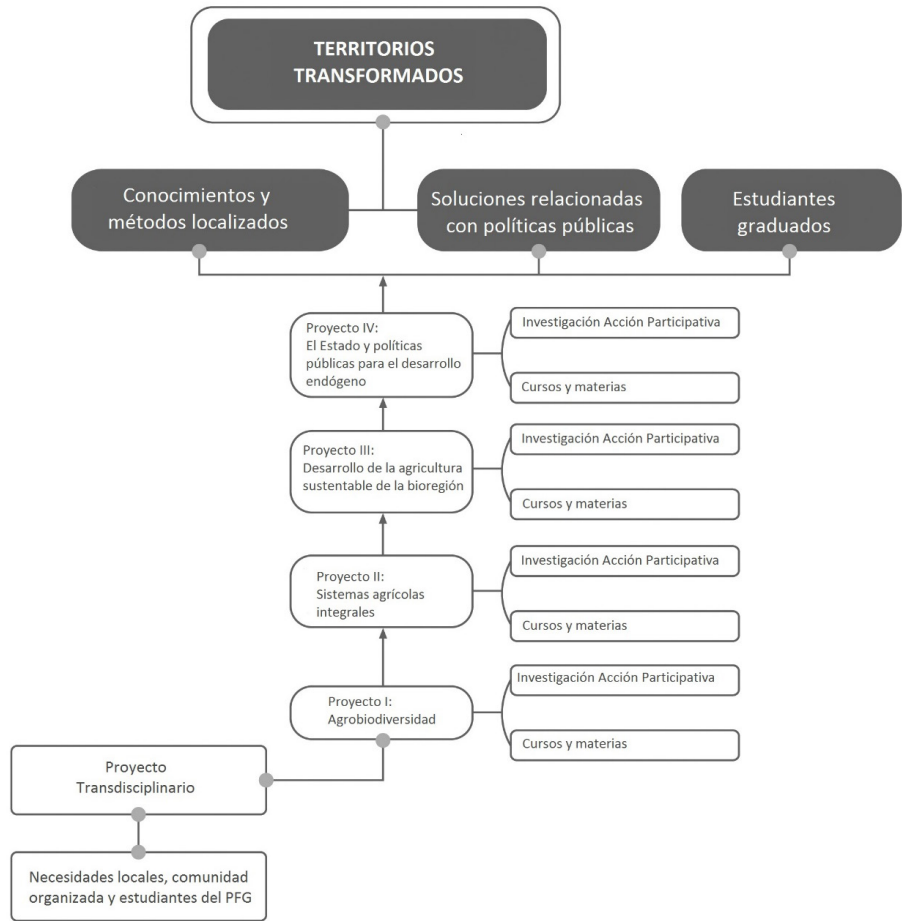 TERRITORIOS
TRANSFORMADOS
Conocimientos y
métodos localizados
Soluciones relacionadas
con políticas públicas
Estudiantes
graduados
Proyecto IV:
El Estado y políticas
públicas para el desarrollo
endógeno
Investigación Acción Participativa
Cursos y materias
Proyecto III:
Desarrollo de la agricultura
sustentable de la bioregión
Investigación Acción Participativa
Cursos y materias
Proyecto II:
Sistemas agrícolas
integrales
Investigación Acción Participativa
Cursos y materias
Proyecto I:
Agrobiodiversidad
Investigación Acción Participativa
Cursos y materias
Proyecto
Transdisciplinario
Necesidades locales, comunidad
organizada y estudiantes del PFG